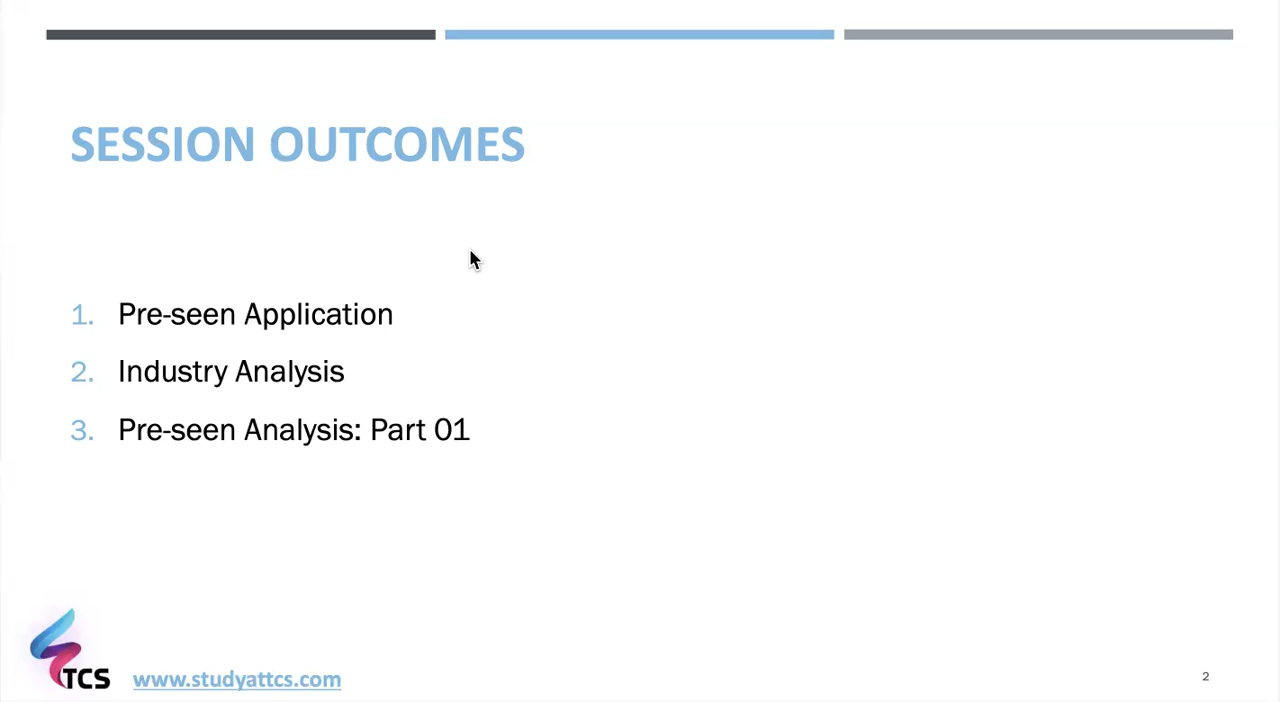 SESSION OUTCOMES
1. Pre-seen Application
2. Industry Analysis
3. Pre-seen Analysis: Part 01
TCS
www.studyattcs.com
2